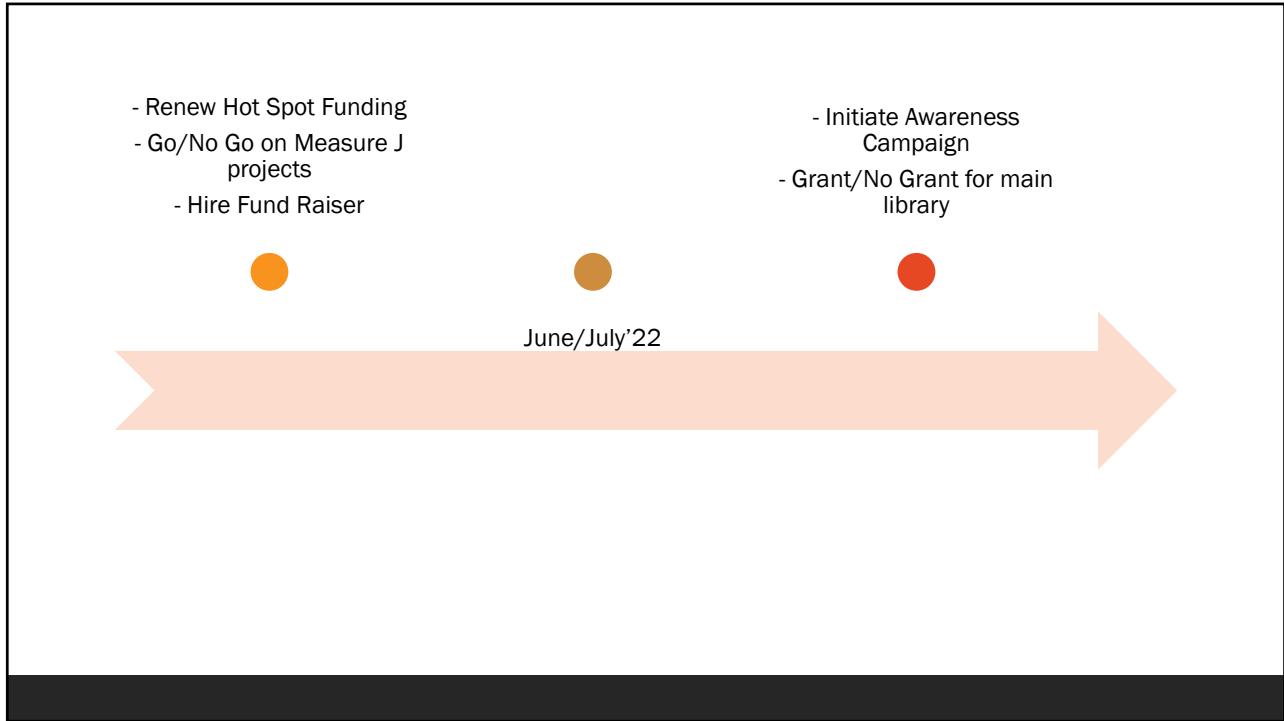 - Renew Hot Spot Funding
- Go/No Go on Measure J
projects
- Hire Fund Raiser
- Initiate Awareness
Campaign
- Grant/No Grant for main
library
June/July’22